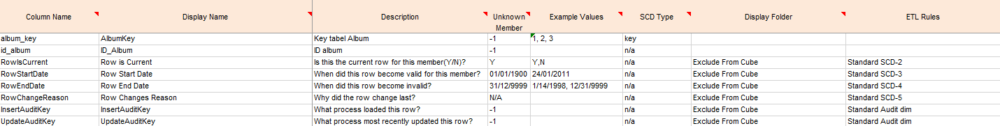 Column Name Display Name Description Unknown Member Example Values SCD Type Display Folder ETL Rules
album_key AlbumKey Key tabel Album -1 1, 2, 3 key
id_album ID_Album ID album -1 n/a
RowIsCurrent Row is Current Is this the current row for this member(Y/N)? Y Y,N n/a Exclude From Cube Standard SCD-2
RowStartDate Row Start Date When did this row become valid for this member? 01/01/1900 24/01/2011 n/a Exclude From Cube Standard SCD-3
RowEndDate Row End Date When did this row become invalid? 31/12/9999 1/14/1998, 12/31/9999 n/a Exclude From Cube Standard SCD-4
RowChangeReason Row Changes Reason Why did the row change last? N/A n/a Exclude From Cube Standard SCD-5
InsertAuditKey InsertAuditKey What process loaded this row? -1 n/a Exclude From Cube Standard Audit dim
UpdateAuditKey UpdateAuditKey What process most recently updated this row? -1 n/a Exclude From Cube Standard Audit dim